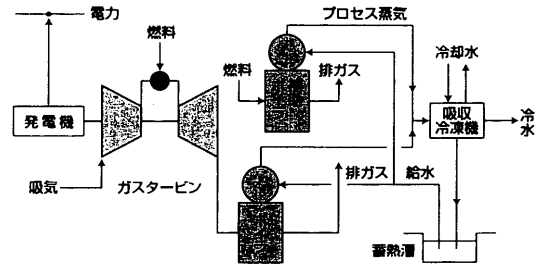 電力
プロセス蒸気
燃料
冷却水
燃料
排ガス
発電機
吸収
冷凍機
冷水
吸気
ガスタービン
排ガス
給水
蓄熱漕